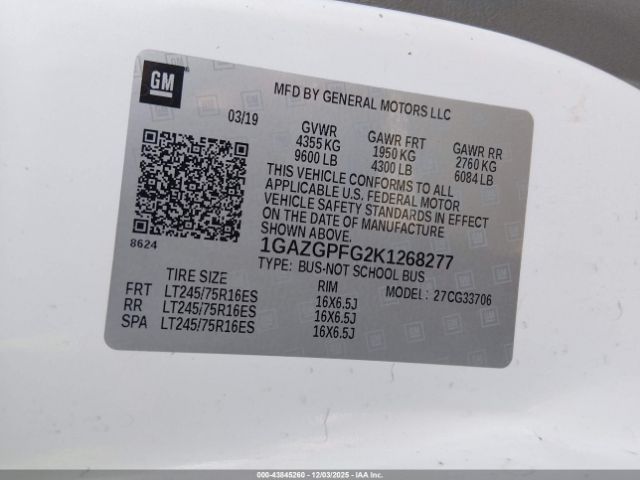 GM
MFD BY GENERAL MOTORS LLC
03/19
GVWR GAWR FRT GAWR RR
4355 KG 1950 KG 2760 KG
9600 LB 4300 LB 6084 LB
THIS VEHICLE CONFORMS TO ALL
APPLICABLE U.S. FEDERAL MOTOR
VEHICLE SAFETY STANDARDS IN EFFECT
ON THE DATE OF MANUFACTURE
SHOWN ABOVE.
8624
1GAZGPFG2K1268277
TYPE: BUS-NOT SCHOOL BUS
TIRE SIZE RIM MODEL: 27CG33706
FRT LT245/75R16ES 16X6.5J
RR LT245/75R16ES 16X6.5J
SPA LT245/75R16ES 16X6.5J
000-43845260 - 12/03/2025 - IAAI.COM